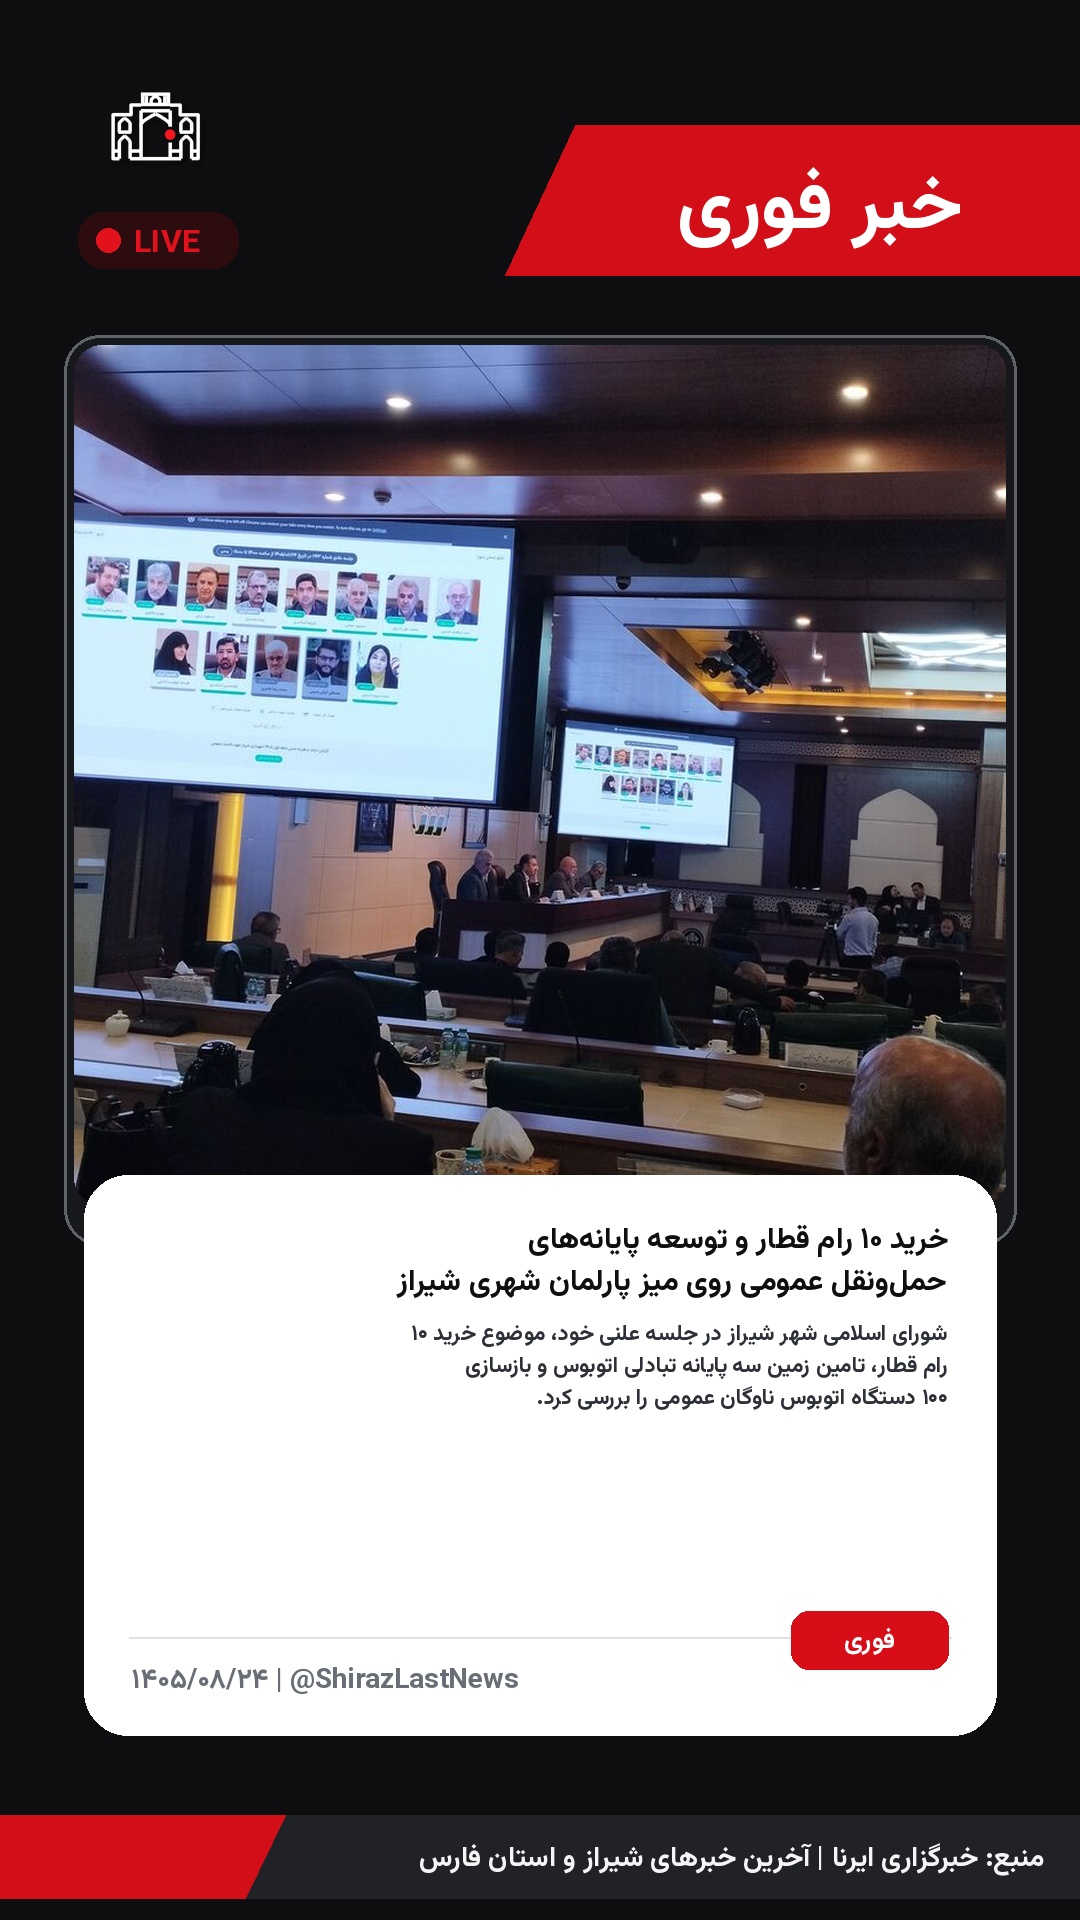 خبر فوری
LIVE
خرید ۱۰ رام قطار و توسعه پایانه‌های
حمل‌ونقل عمومی روی میز پارلمان شهری شیراز
شورای اسلامی شهر شیراز در جلسه علنی خود، موضوع خرید ۱۰
رام قطار، تامین زمین سه پایانه تبادلی اتوبوس و بازسازی
۱۰۰ دستگاه اتوبوس ناوگان عمومی را بررسی کرد.
فوری
۱۴۰۵/۰۸/۲۴ | @ShirazLastNews
منبع: خبرگزاری ایرنا | آخرین خبرهای شیراز و استان فارس